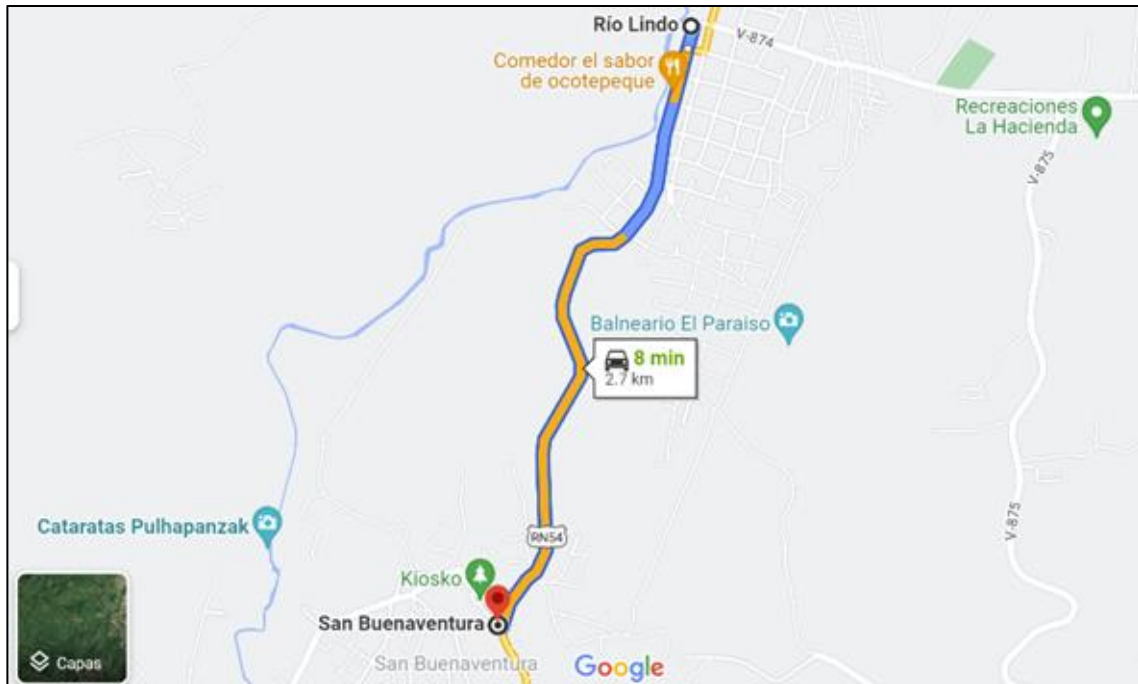 Río Lindo
V-874
Comedor el sabor
de ocotepeque
Recreaciones
La Hacienda
V-875
Balneario El Paraiso
8 min
2.7 km
Cataratas Pulhapanzak
RN54
V-875
Kiosko
San Buenaventura
San Buenaventura
Capas
Google